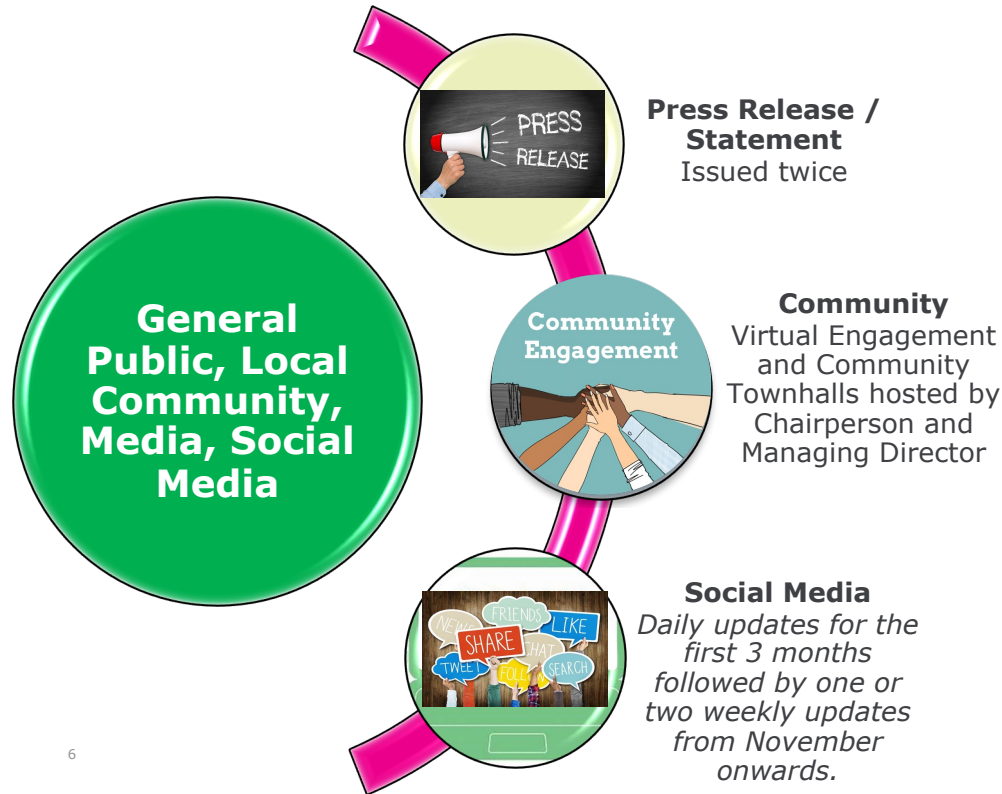 PRESS
RELEASE
Press Release /
Statement
Issued twice
General
Public, Local
Community,
Media, Social
Media
Community
Engagement
Community
Virtual Engagement
and Community
Townhalls hosted by
Chairperson and
Managing Director
NEWS
FRIENDS
LIKE
SHARE
CHAT
TWEET
FOLLOW
SEARCH
Social Media
Daily updates for the
first 3 months
followed by one or
two weekly updates
from November
onwards.
6